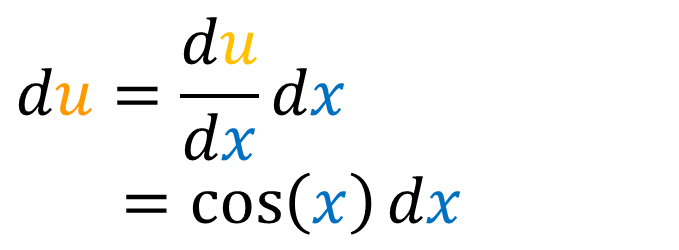 du = du/dx dx
= cos(x) dx